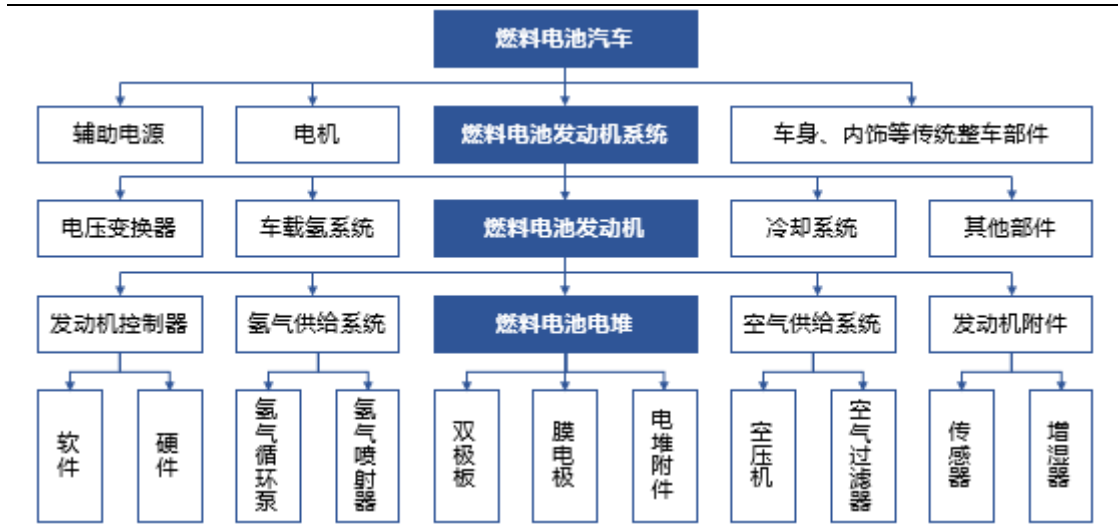 燃料电池汽车
辅助电源
电机
燃料电池发动机系统
车身、内饰等传统整车部件
电压变换器
车载氢系统
燃料电池发动机
冷却系统
其他部件
发动机控制器
氢气供给系统
燃料电池电堆
空气供给系统
发动机附件
软件
硬件
氢气循环泵
氢气喷射器
双极板
膜电极
电堆附件
空压机
空气过滤器
传感器
增湿器